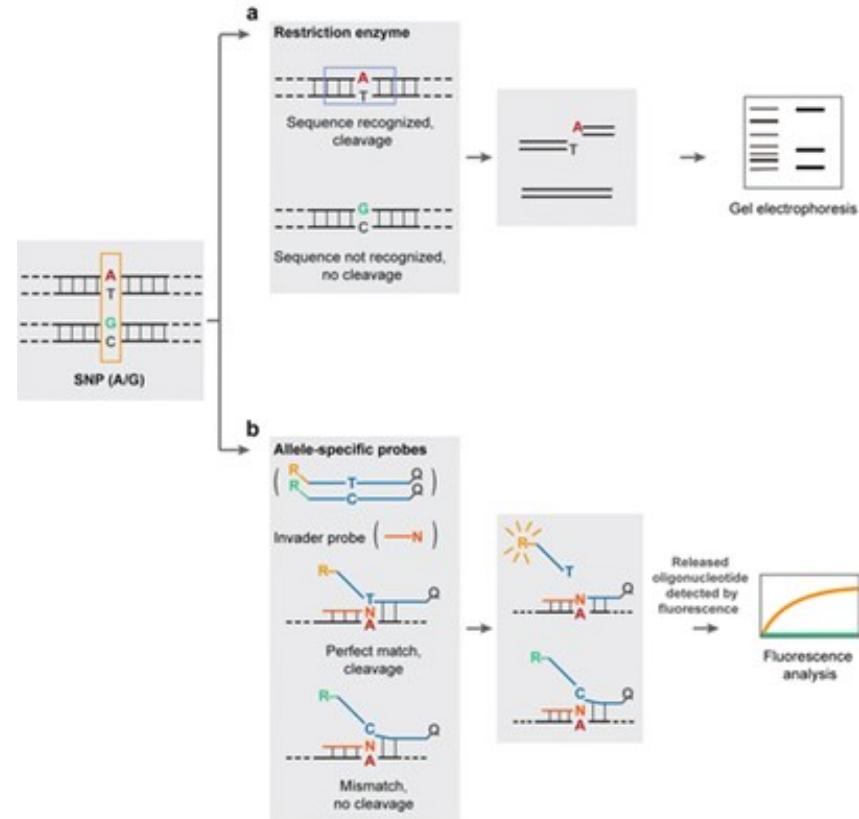 a
Restriction enzyme
A
T
Sequence recognized,
cleavage
G
C
Sequence not recognized,
no cleavage
A
T
Gel electrophoresis
A
T
G
C
SNP (A/G)
b
Allele-specific probes
( R T Q
R C Q )
Invader probe ( N )
R
T Q
N
A
Perfect match,
cleavage
R
C Q
N
A
Mismatch,
no cleavage
R
T
N Q
A
R
C Q
N
A
Released
oligonucleotide
detected by
fluorescence
Fluorescence
analysis